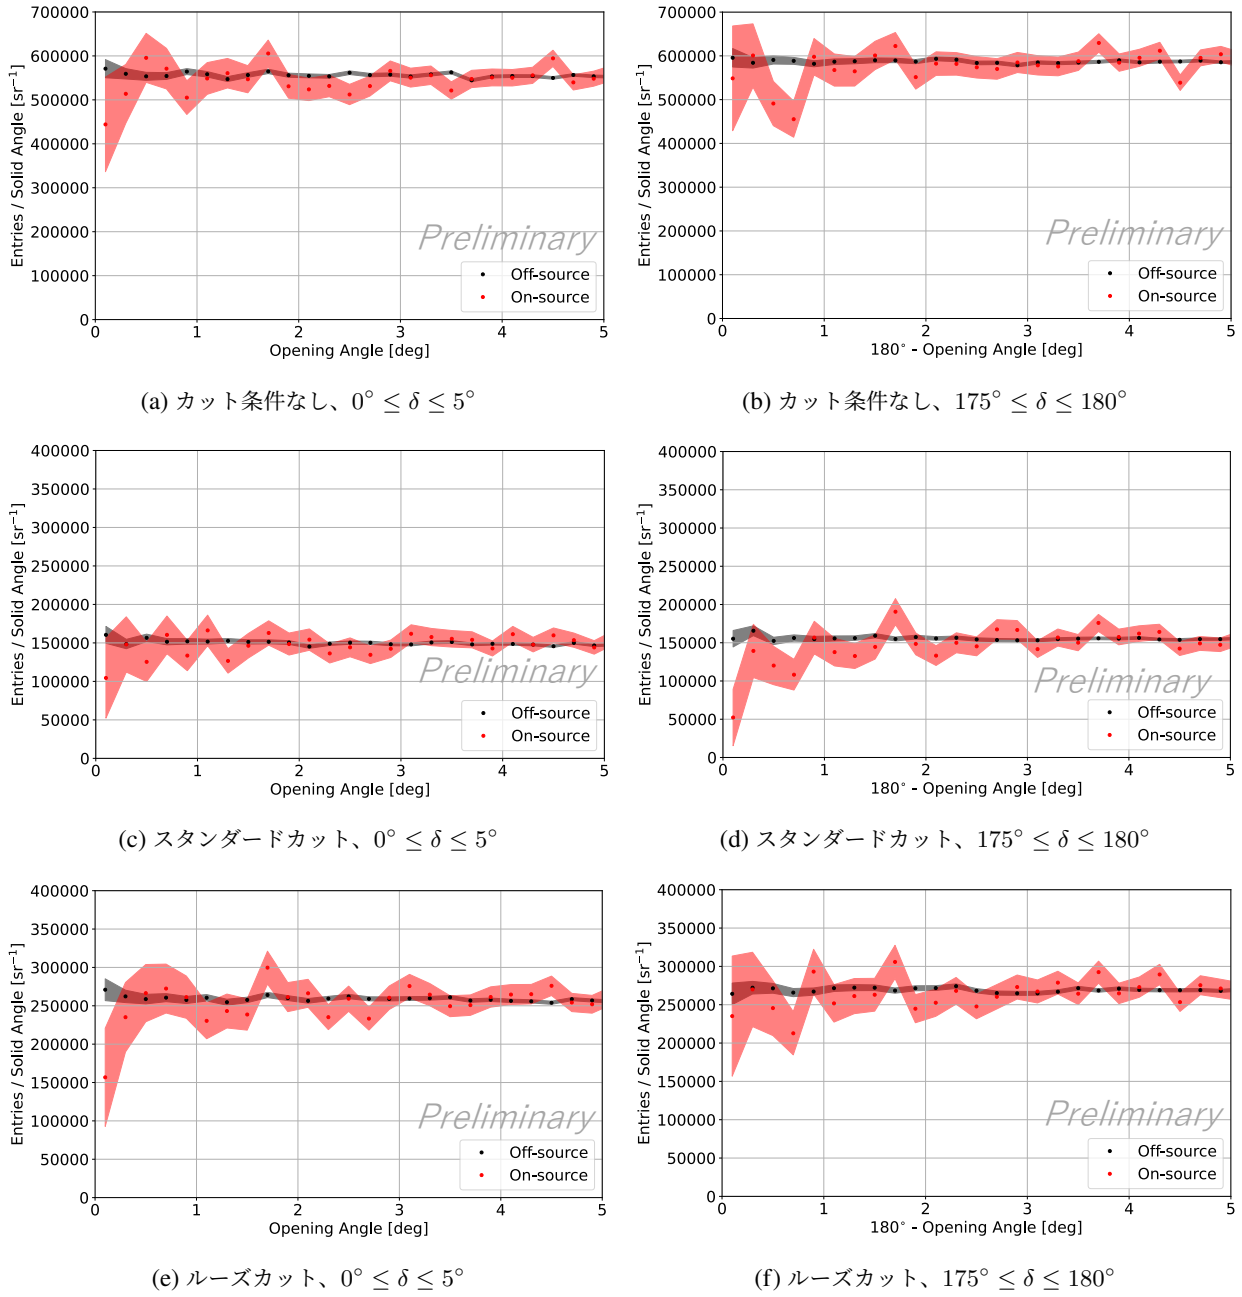 700000
600000
500000
400000
300000
200000
100000
0
Entries / Solid Angle [sr⁻¹]
Preliminary
Off-source
On-source
0 1 2 3 4 5
Opening Angle [deg]
(a) カット条件なし、0° ≤ δ ≤ 5°
700000
600000
500000
400000
300000
200000
100000
0
Entries / Solid Angle [sr⁻¹]
Preliminary
Off-source
On-source
0 1 2 3 4 5
180° - Opening Angle [deg]
(b) カット条件なし、175° ≤ δ ≤ 180°
400000
350000
300000
250000
200000
150000
100000
50000
0
Entries / Solid Angle [sr⁻¹]
Preliminary
Off-source
On-source
0 1 2 3 4 5
Opening Angle [deg]
(c) スタンダードカット、0° ≤ δ ≤ 5°
400000
350000
300000
250000
200000
150000
100000
50000
0
Entries / Solid Angle [sr⁻¹]
Preliminary
Off-source
On-source
0 1 2 3 4 5
180° - Opening Angle [deg]
(d) スタンダードカット、175° ≤ δ ≤ 180°
400000
350000
300000
250000
200000
150000
100000
50000
0
Entries / Solid Angle [sr⁻¹]
Preliminary
Off-source
On-source
0 1 2 3 4 5
Opening Angle [deg]
(e) ルーズカット、0° ≤ δ ≤ 5°
400000
350000
300000
250000
200000
150000
100000
50000
0
Entries / Solid Angle [sr⁻¹]
Preliminary
Off-source
On-source
0 1 2 3 4 5
180° - Opening Angle [deg]
(f) ルーズカット、175° ≤ δ ≤ 180°